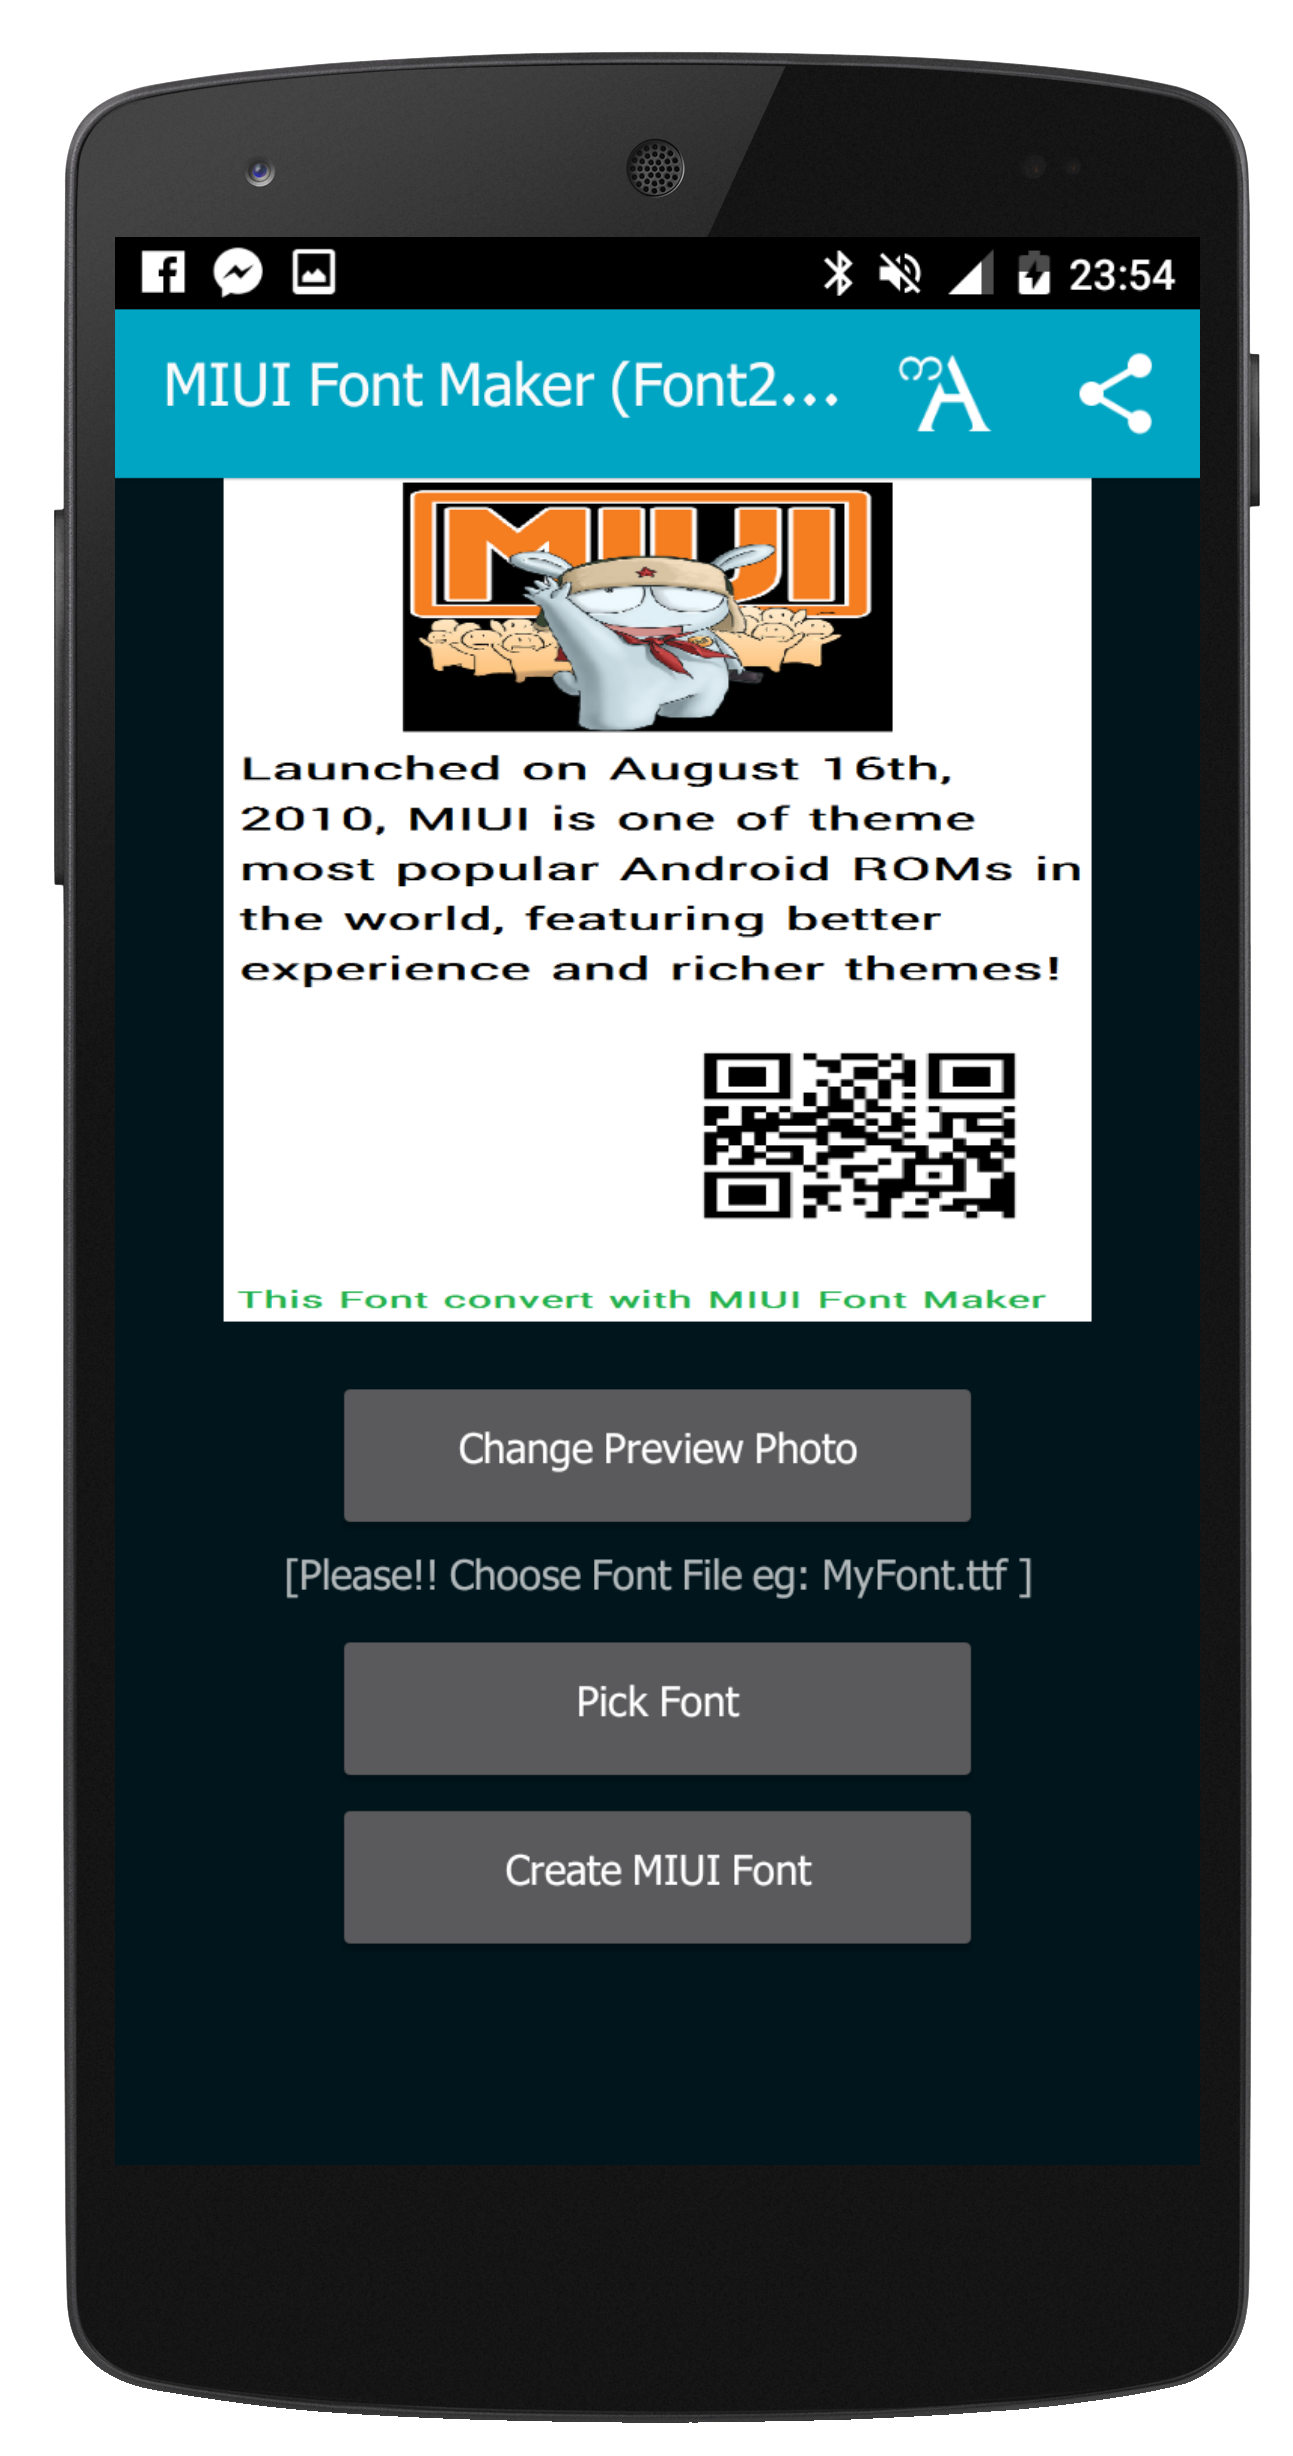 23:54
MIUI Font Maker (Font2...
MIUI
Launched on August 16th,
2010, MIUI is one of theme
most popular Android ROMs in
the world, featuring better
experience and richer themes!
This Font convert with MIUI Font Maker
Change Preview Photo
[Please!! Choose Font File eg: MyFont.ttf ]
Pick Font
Create MIUI Font